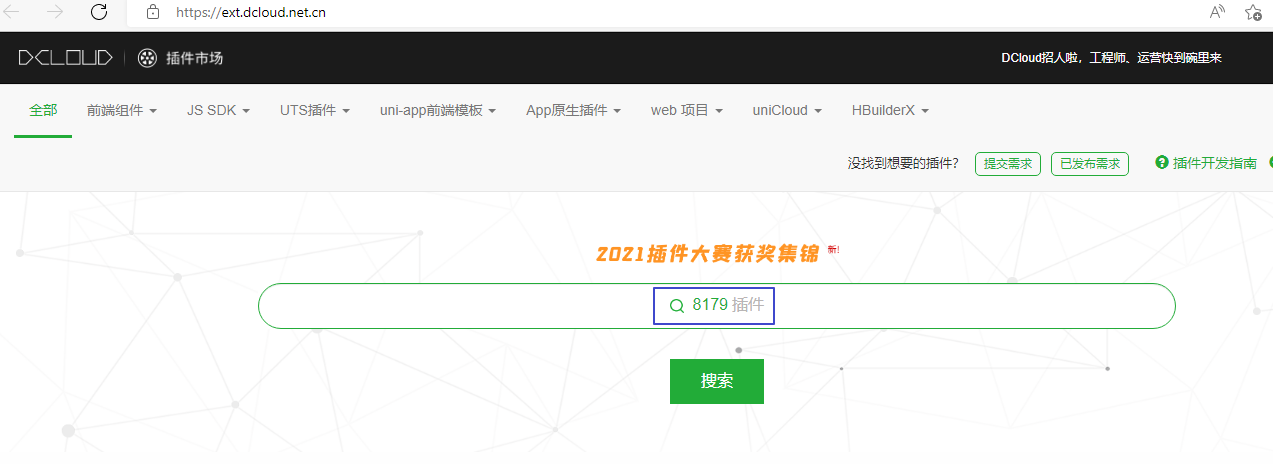 https://ext.dcloud.net.cn
DCLOUD 插件市场 DCloud招人啦,工程师、运营快到碗里来
全部 前端组件 JS SDK UTS插件 uni-app前端模板 App原生插件 web 项目 uniCloud HBuilderX
没找到想要的插件? 提交需求 已发布需求 插件开发指南
2021插件大赛获奖集锦 新!
8179 插件
搜索